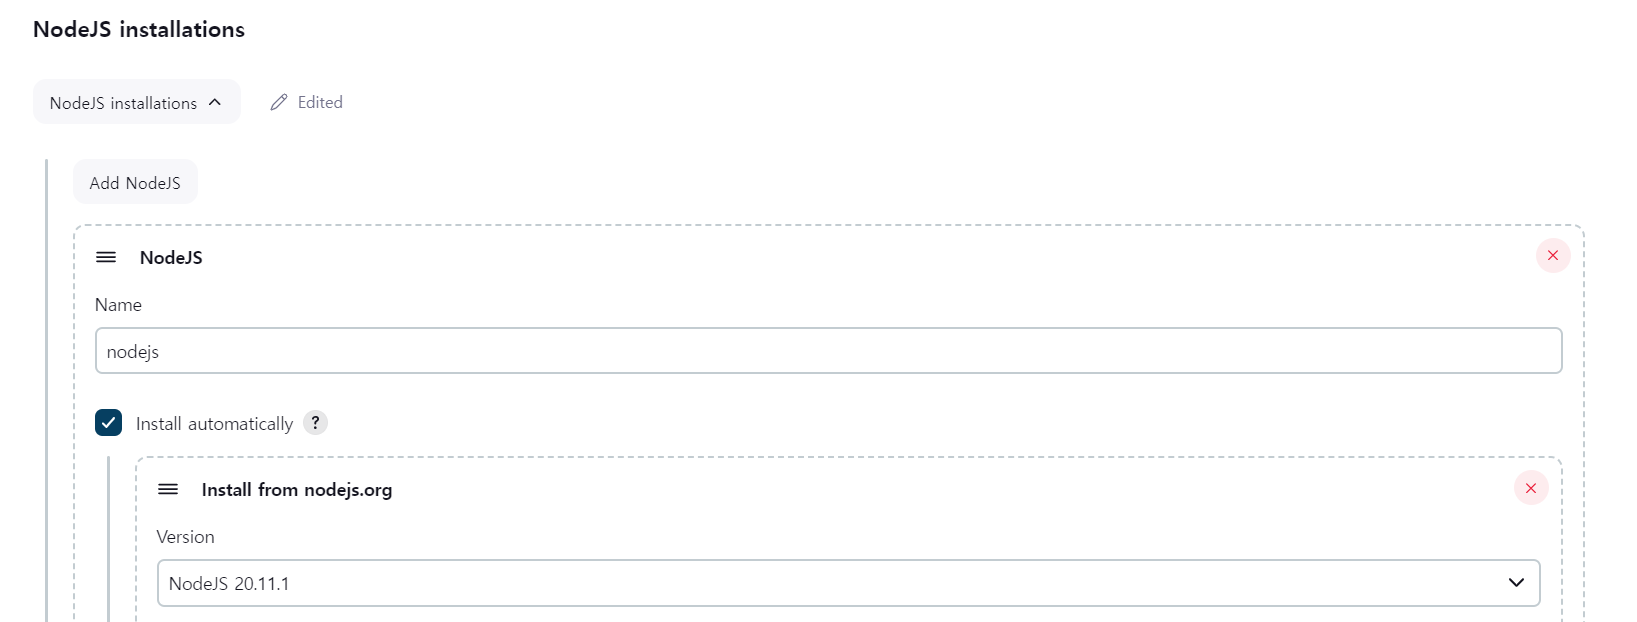 NodeJS installations
NodeJS installations
Edited
Add NodeJS
NodeJS
Name
nodejs
Install automatically ?
Install from nodejs.org
Version
NodeJS 20.11.1